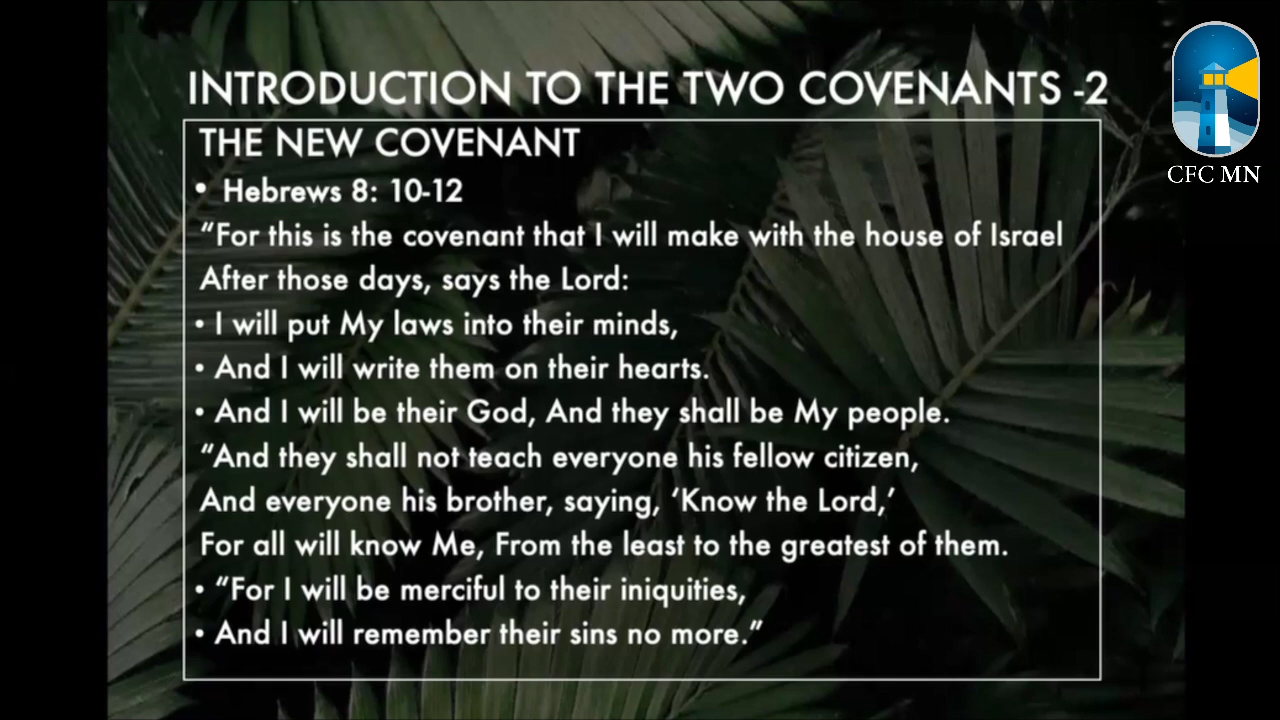 INTRODUCTION TO THE TWO COVENANTS -2
THE NEW COVENANT
• Hebrews 8: 10-12
“For this is the covenant that I will make with the house of Israel
After those days, says the Lord:
• I will put My laws into their minds,
• And I will write them on their hearts.
• And I will be their God, And they shall be My people.
“And they shall not teach everyone his fellow citizen,
And everyone his brother, saying, ‘Know the Lord,’
For all will know Me, From the least to the greatest of them.
• “For I will be merciful to their iniquities,
• And I will remember their sins no more.”
CFC MN